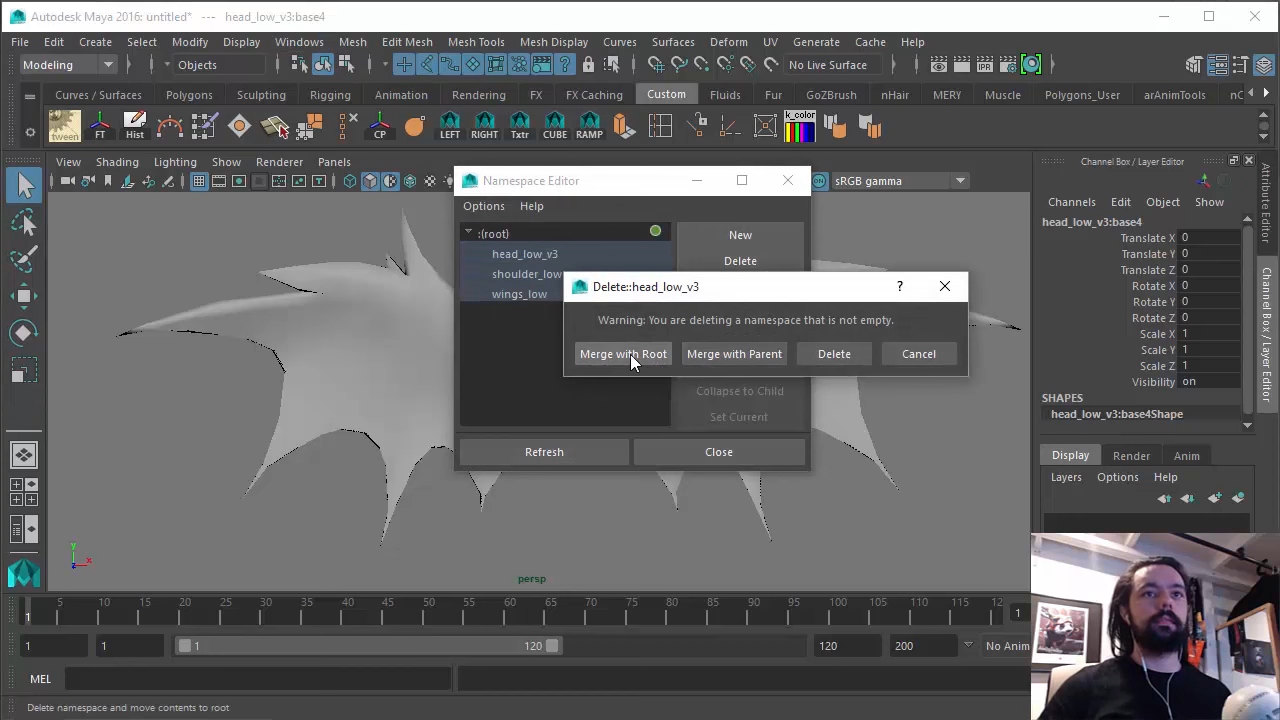 Autodesk Maya 2016: untitled*   ---   head_low_v3:base4
File Edit Create Select Modify Display Windows Mesh Edit Mesh Mesh Tools Mesh Display Curves Surfaces Deform UV Generate Cache Help
Modeling Objects No Live Surface
Curves / Surfaces Polygons Sculpting Rigging Animation Rendering FX FX Caching Custom Fluids Fur GoZBrush nHair MERY Muscle Polygons_User arAnimTools nC
tween FT Hist CP LEFT RIGHT Txtr CUBE RAMP k_color
View Shading Lighting Show Renderer Panels
sRGB gamma
Namespace Editor
Options Help
:(root)
head_low_v3
shoulder_low
wings_low
New
Delete
Delete::head_low_v3
?
Warning: You are deleting a namespace that is not empty.
Merge with Root Merge with Parent Delete Cancel
Collapse to Child
Set Current
Refresh Close
persp
y
x
z
Channel Box / Layer Editor
Channels Edit Object Show
head_low_v3:base4
Translate X 0
Translate Y 0
Translate Z 0
Rotate X 0
Rotate Y 0
Rotate Z 0
Scale X 1
Scale Y 1
Scale Z 1
Visibility on
SHAPES
head_low_v3:base4Shape
Display Render Anim
Layers Options Help
Attribute Editor
Channel Box / Layer Editor
1 5 10 15 20 25 30 35 40 45 50 55 60 65 70 75 80 85 90 95 100 105 110 115 12 1
1 1 1 120 120 200 No Anim
MEL
Delete namespace and move contents to root